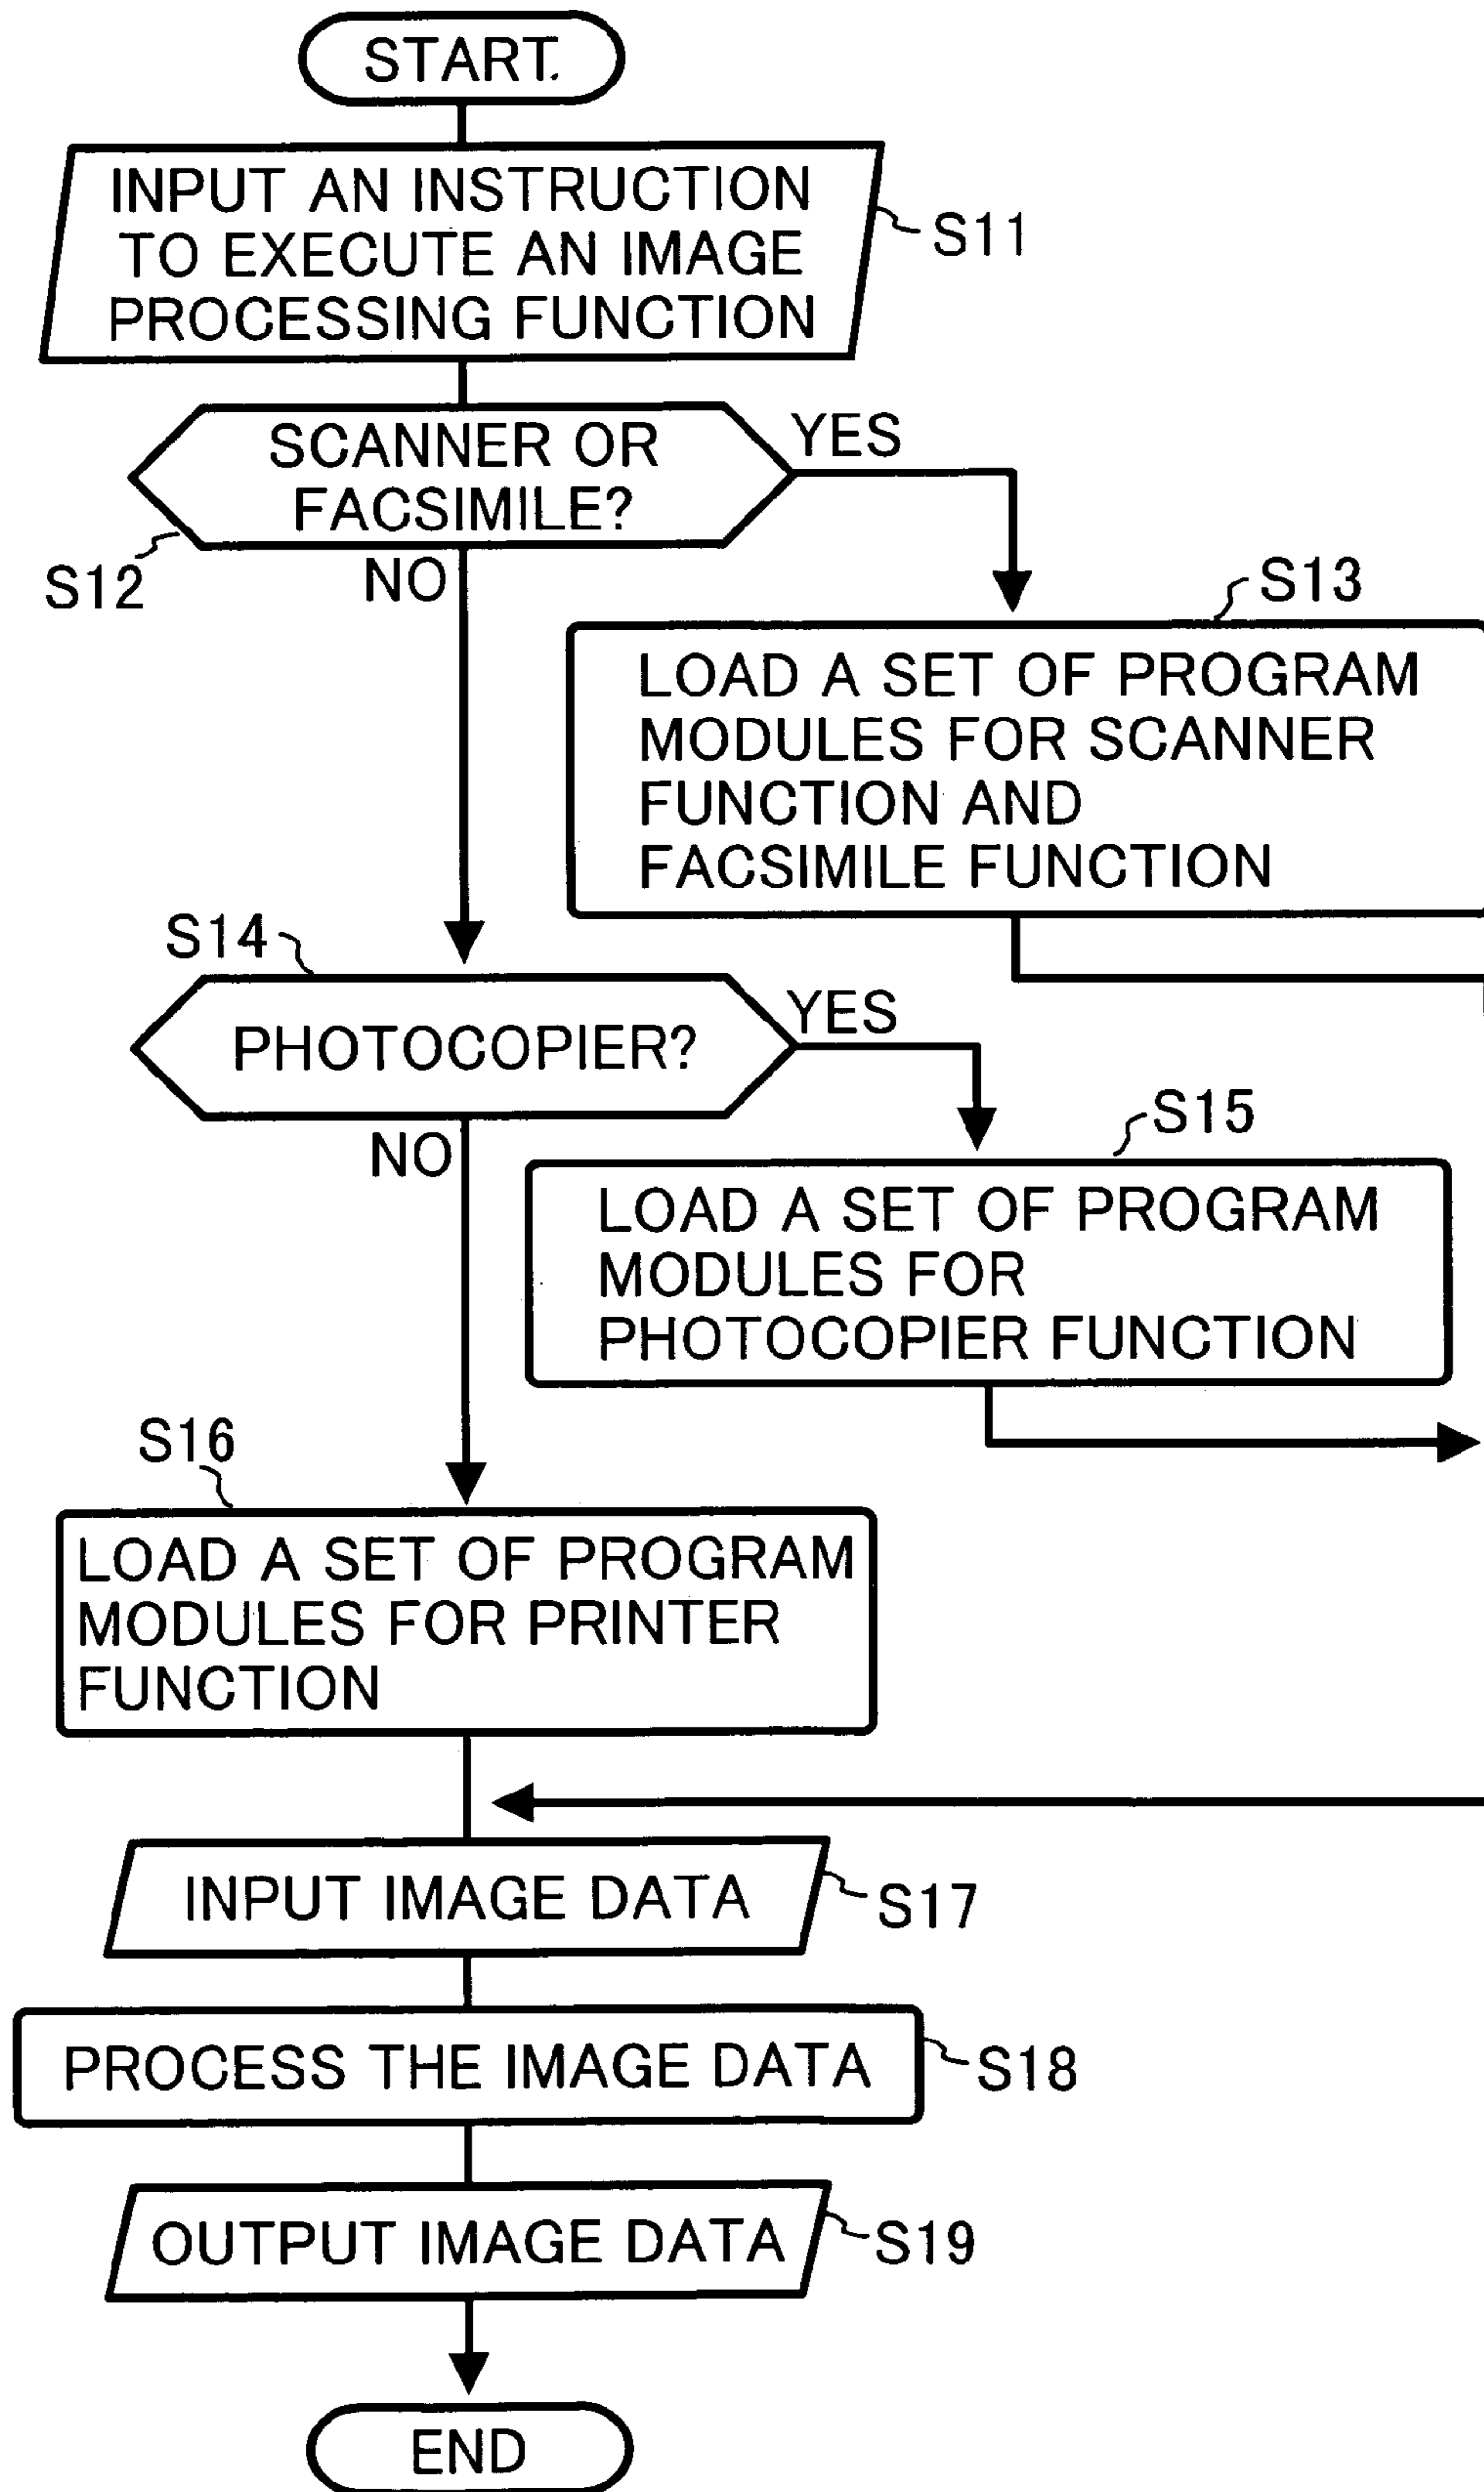 START
INPUT AN INSTRUCTION
TO EXECUTE AN IMAGE
PROCESSING FUNCTION
S11
SCANNER OR
FACSIMILE?
YES
S12
NO
S13
LOAD A SET OF PROGRAM
MODULES FOR SCANNER
FUNCTION AND
FACSIMILE FUNCTION
S14
PHOTOCOPIER?
YES
NO
S15
LOAD A SET OF PROGRAM
MODULES FOR
PHOTOCOPIER FUNCTION
S16
LOAD A SET OF PROGRAM
MODULES FOR PRINTER
FUNCTION
INPUT IMAGE DATA
S17
PROCESS THE IMAGE DATA
S18
OUTPUT IMAGE DATA
S19
END